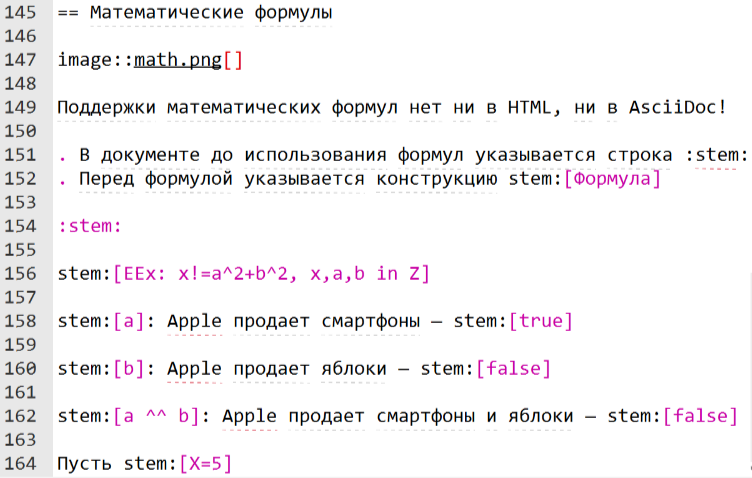 145 == Математические формулы
146
147 image::math.png[]
148
149 Поддержки математических формул нет ни в HTML, ни в AsciiDoc!
150
151 . В документе до использования формул указывается строка :stem:
152 . Перед формулой указывается конструкцию stem:[Формула]
153
154 :stem:
155
156 stem:[EEx: x!=a^2+b^2, x,a,b in Z]
157
158 stem:[a]: Apple продает смартфоны — stem:[true]
159
160 stem:[b]: Apple продает яблоки — stem:[false]
161
162 stem:[a ^^ b]: Apple продает смартфоны и яблоки — stem:[false]
163
164 Пусть stem:[X=5]